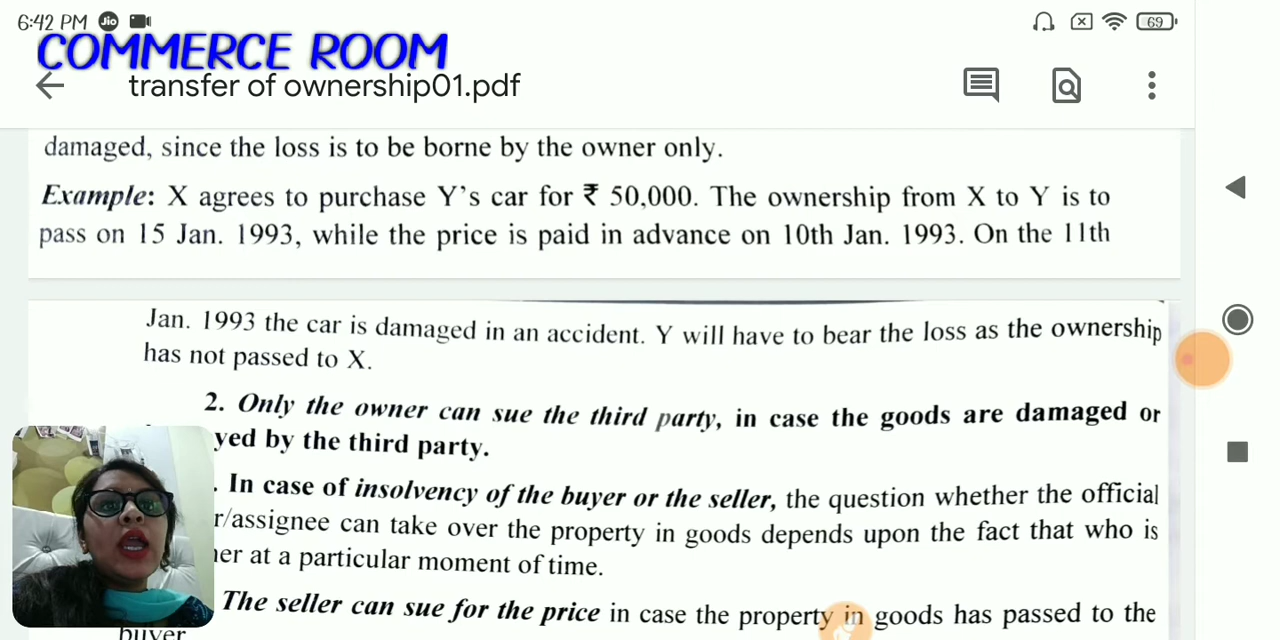 6:42 PM Jio 69
COMMERCE ROOM
transfer of ownership01.pdf
damaged, since the loss is to be borne by the owner only.
Example: X agrees to purchase Y's car for ₹ 50,000. The ownership from X to Y is to
pass on 15 Jan. 1993, while the price is paid in advance on 10th Jan. 1993. On the 11th
Jan. 1993 the car is damaged in an accident. Y will have to bear the loss as the ownership
has not passed to X.
2. Only the owner can sue the third party, in case the goods are damaged or
yed by the third party.
. In case of insolvency of the buyer or the seller, the question whether the official
r/assignee can take over the property in goods depends upon the fact that who is
ner at a particular moment of time.
The seller can sue for the price in case the property in goods has passed to the
buyer